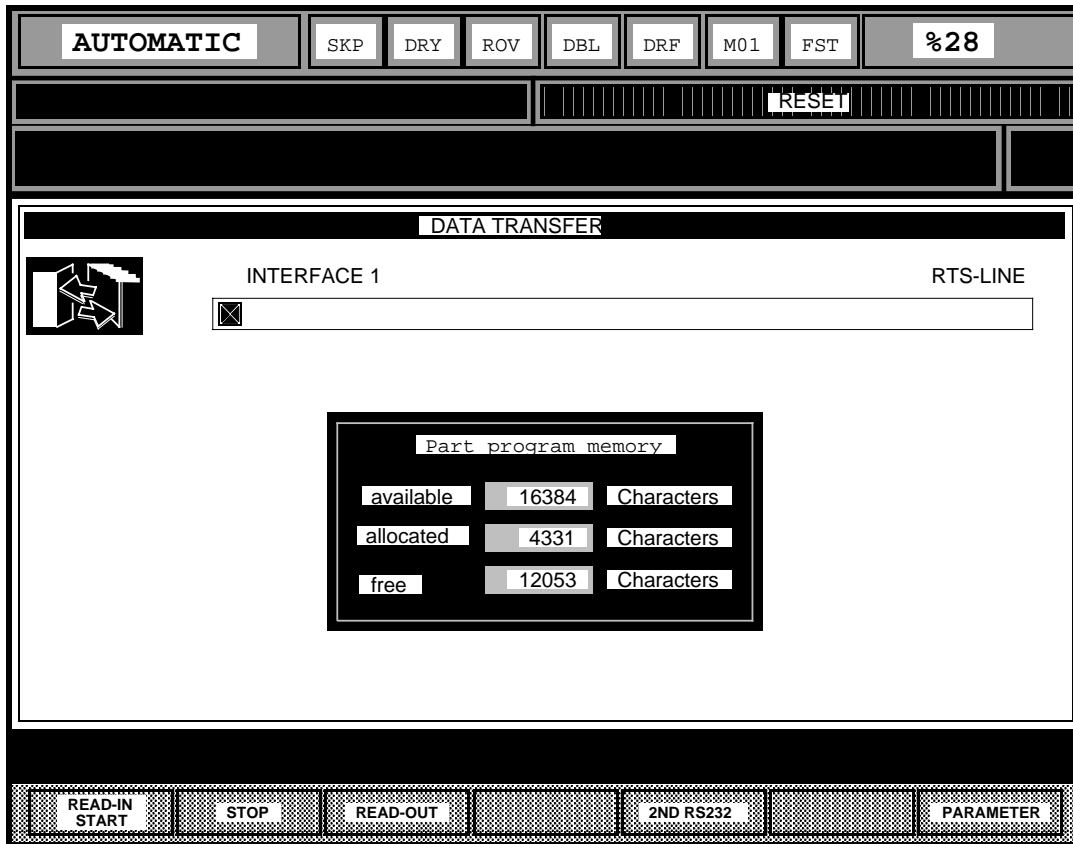 AUTOMATIC SKP DRY ROV DBL DRF M01 FST %28
RESET
DATA TRANSFER
INTERFACE 1 RTS-LINE
Part program memory
available 16384 Characters
allocated 4331 Characters
free 12053 Characters
READ-IN START STOP READ-OUT 2ND RS232 PARAMETER